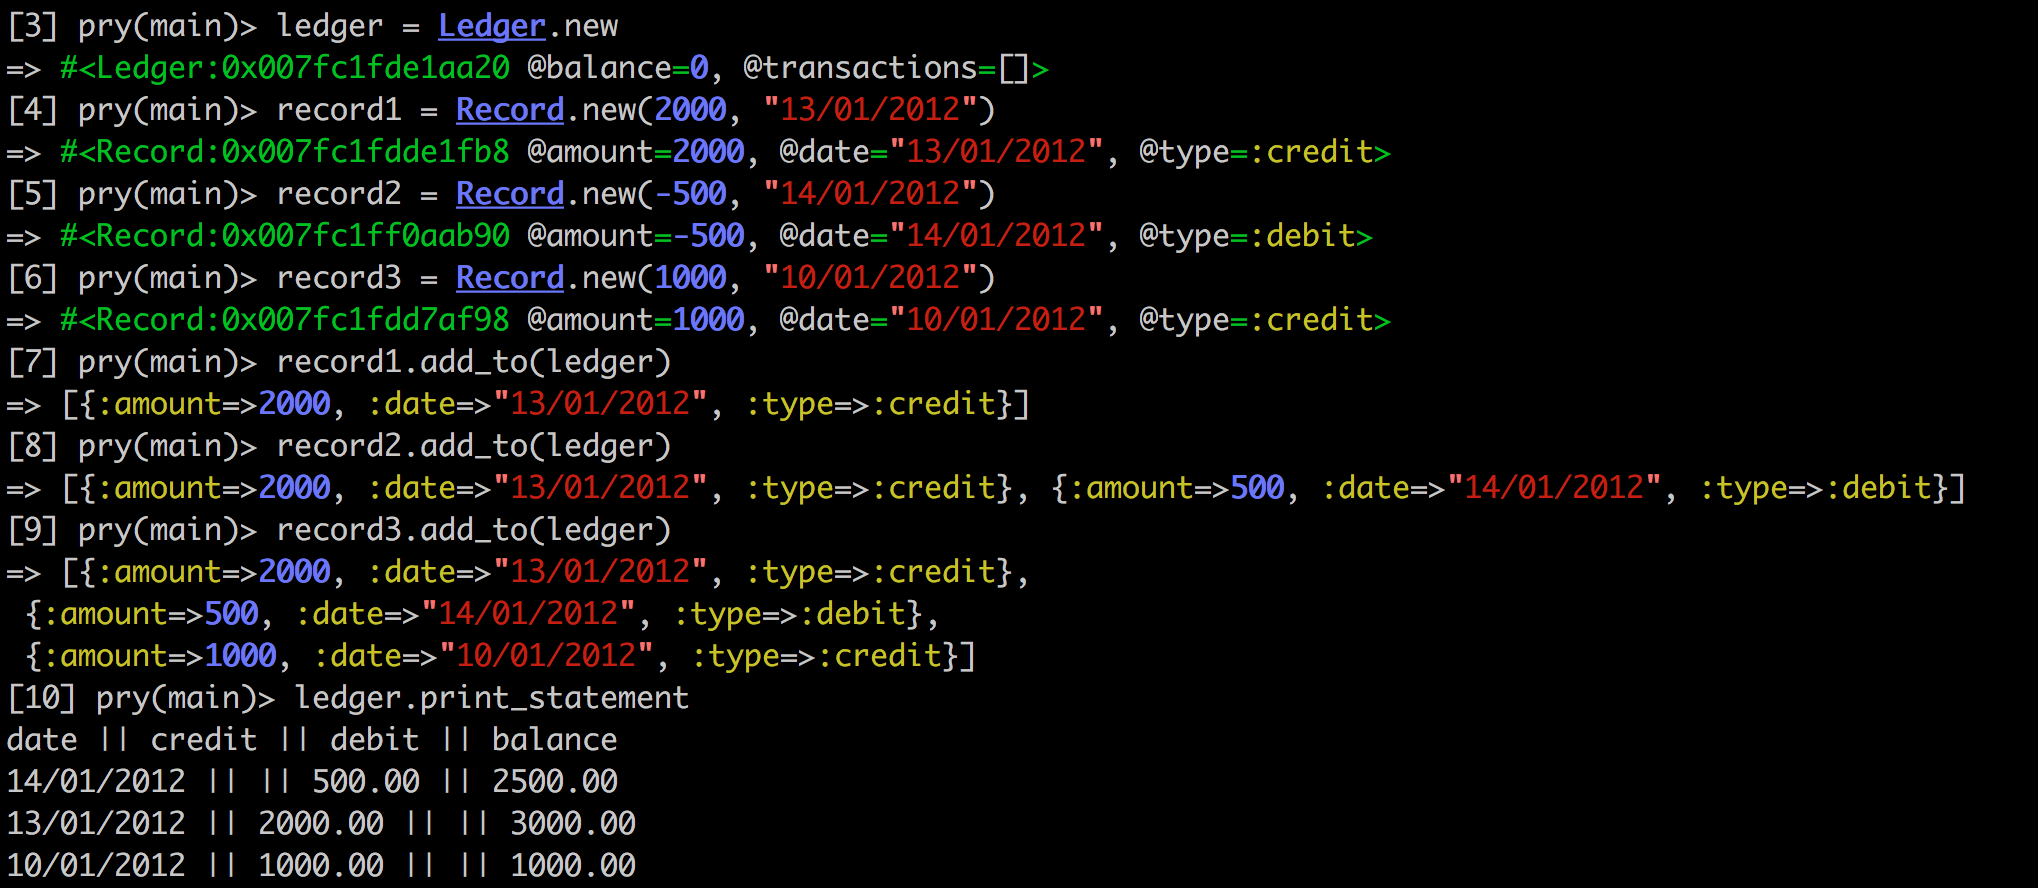 [3] pry(main)> ledger = Ledger.new
=> #<Ledger:0x007fc1fde1aa20 @balance=0, @transactions=[]>
[4] pry(main)> record1 = Record.new(2000, "13/01/2012")
=> #<Record:0x007fc1fdde1fb8 @amount=2000, @date="13/01/2012", @type=:credit>
[5] pry(main)> record2 = Record.new(-500, "14/01/2012")
=> #<Record:0x007fc1ff0aab90 @amount=-500, @date="14/01/2012", @type=:debit>
[6] pry(main)> record3 = Record.new(1000, "10/01/2012")
=> #<Record:0x007fc1fdd7af98 @amount=1000, @date="10/01/2012", @type=:credit>
[7] pry(main)> record1.add_to(ledger)
=> [{:amount=>2000, :date=>"13/01/2012", :type=>:credit}]
[8] pry(main)> record2.add_to(ledger)
=> [{:amount=>2000, :date=>"13/01/2012", :type=>:credit}, {:amount=>500, :date=>"14/01/2012", :type=>:debit}]
[9] pry(main)> record3.add_to(ledger)
=> [{:amount=>2000, :date=>"13/01/2012", :type=>:credit},
 {:amount=>500, :date=>"14/01/2012", :type=>:debit},
 {:amount=>1000, :date=>"10/01/2012", :type=>:credit}]
[10] pry(main)> ledger.print_statement
date || credit || debit || balance
14/01/2012 || || 500.00 || 2500.00
13/01/2012 || 2000.00 || || 3000.00
10/01/2012 || 1000.00 || || 1000.00